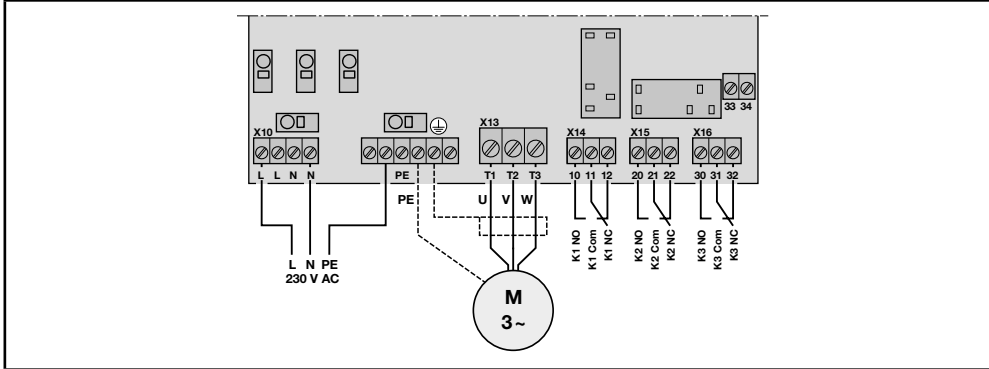 33 34
X10 X13 X14 X15 X16
L L N N PE T1 T2 T3 10 11 12 20 21 22 30 31 32
PE U V W
K1 NO
K1 Com
K1 NC
K2 NO
K2 Com
K2 NC
K3 NO
K3 Com
K3 NC
L N PE
230 V AC
M
3~